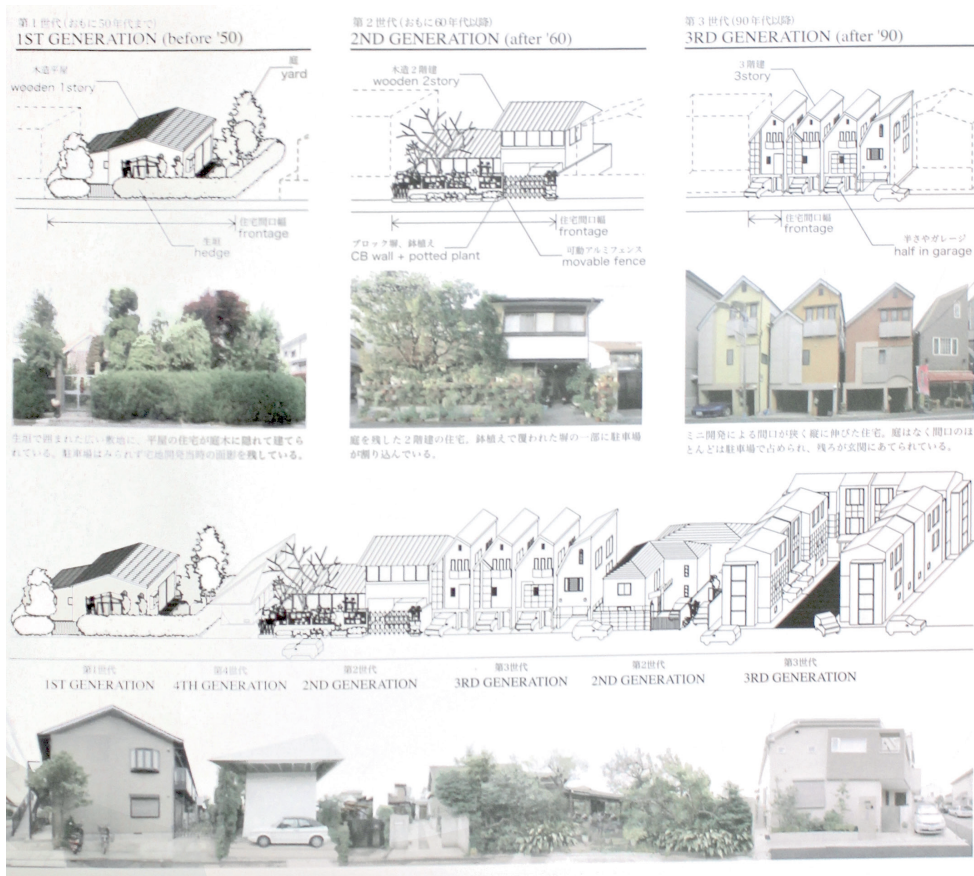 第1世代(おもに50年代まで)
1ST GENERATION (before '50)
木造平屋
wooden 1story
庭
yard
住宅間口幅
frontage
生垣
hedge
生垣で囲まれた広い敷地に、平屋の住宅が庭木に隠れて建てら
れている。駐車場はみられず宅地開発当時の面影を残している。
第2世代(おもに60年代以降)
2ND GENERATION (after '60)
木造2階建
wooden 2story
住宅間口幅
frontage
ブロック塀、鉢植え
CB wall + potted plant
可動アルミフェンス
movable fence
庭を残した2階建の住宅。鉢植えで覆われた塀の一部に駐車場
が割り込んでいる。
第3世代(90年代以降)
3RD GENERATION (after '90)
3階建
3story
住宅間口幅
frontage
半さやガレージ
half in garage
ミニ開発による間口が狭く縦に伸びた住宅。庭はなく間口のほ
とんどは駐車場で占められ、残ろが玄関にあてられている。
第1世代
1ST GENERATION
第4世代
4TH GENERATION
第2世代
2ND GENERATION
第3世代
3RD GENERATION
第2世代
2ND GENERATION
第3世代
3RD GENERATION